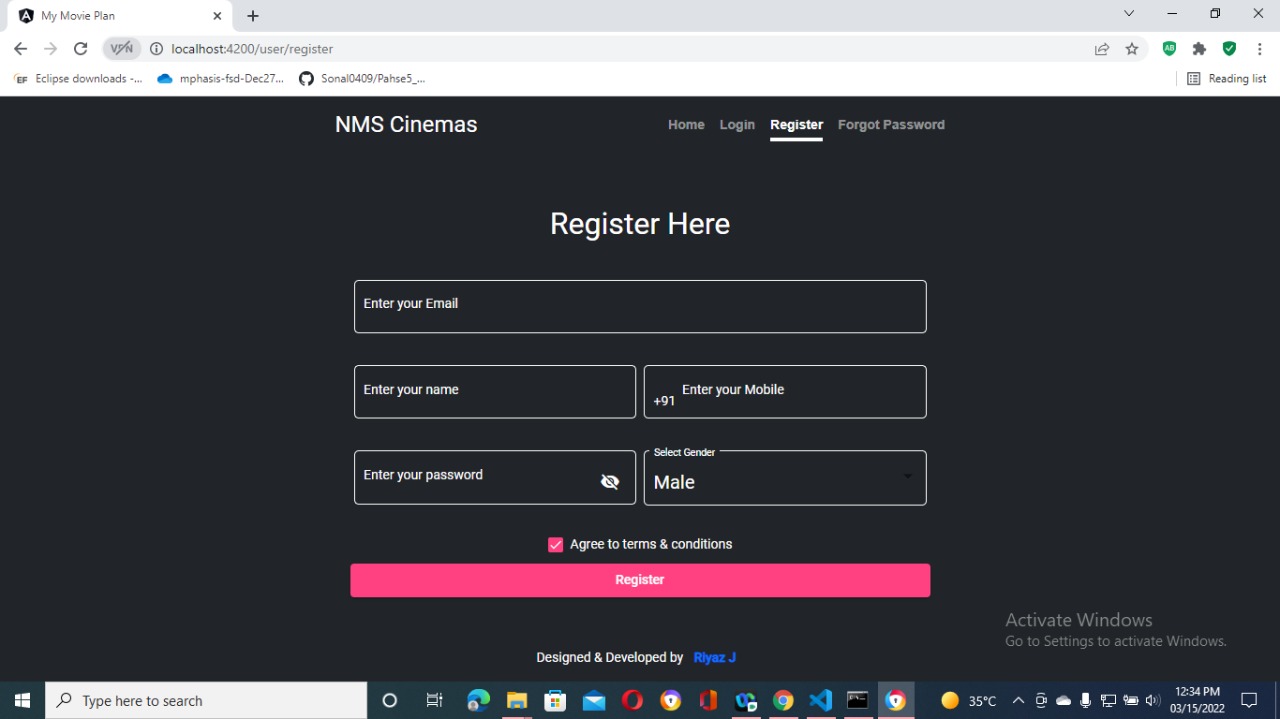 My Movie Plan
VPN
localhost:4200/user/register
Eclipse downloads -...
mphasis-fsd-Dec27...
Sonal0409/Pahse5_...
Reading list
NMS Cinemas
Home
Login
Register
Forgot Password
Register Here
Enter your Email
Enter your name
+91 Enter your Mobile
Enter your password
Select Gender
Male
Agree to terms & conditions
Register
Activate Windows
Go to Settings to activate Windows.
Designed & Developed by Riyaz J
Type here to search
35°C
12:34 PM
03/15/2022